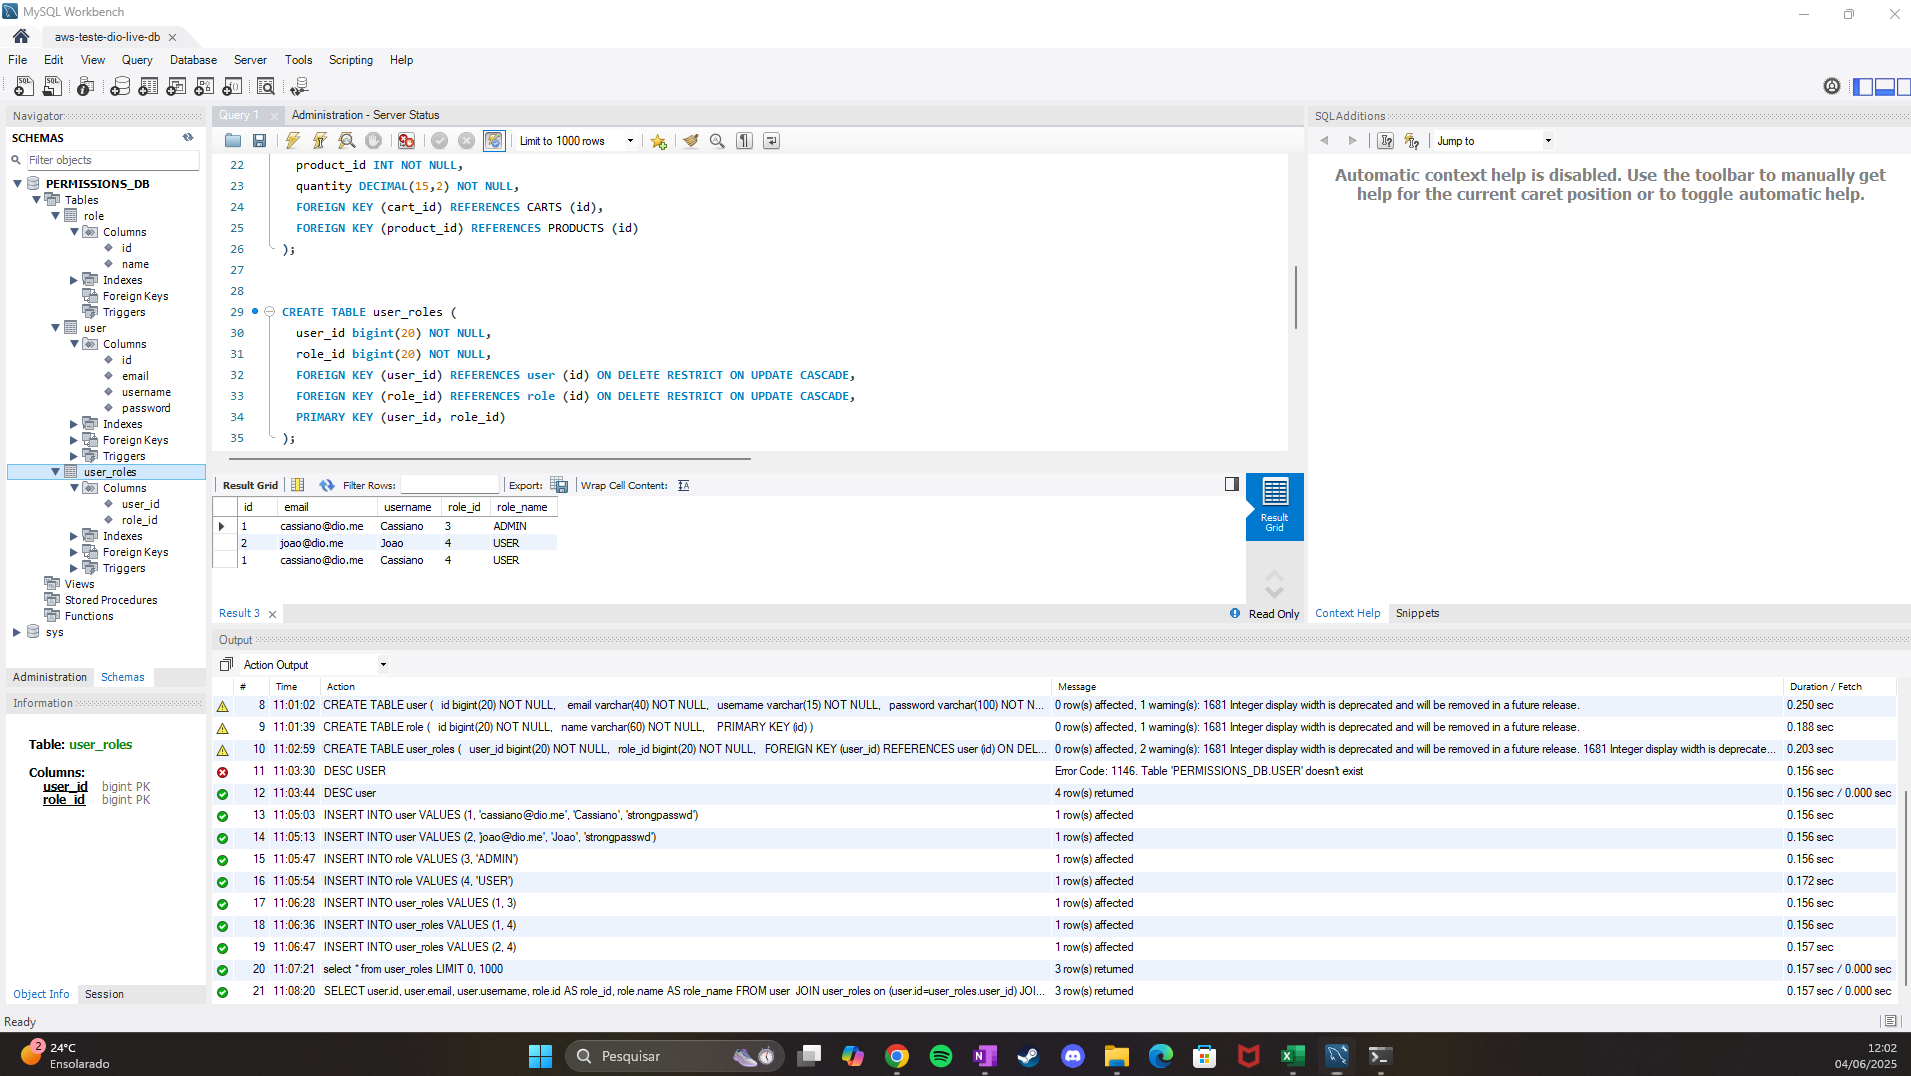 MySQL Workbench
aws-teste-dio-live-db
File Edit View Query Database Server Tools Scripting Help
Navigator
SCHEMAS
Filter objects
PERMISSIONS_DB
Tables
role
Columns
id
name
Indexes
Foreign Keys
Triggers
user
Columns
id
email
username
password
Indexes
Foreign Keys
Triggers
user_roles
Columns
user_id
role_id
Indexes
Foreign Keys
Triggers
Views
Stored Procedures
Functions
sys
Administration Schemas
Information
Table: user_roles
Columns:
user_id bigint PK
role_id bigint PK
Object Info Session
Query 1 Administration - Server Status
Limit to 1000 rows
22 product_id INT NOT NULL,
23 quantity DECIMAL(15,2) NOT NULL,
24 FOREIGN KEY (cart_id) REFERENCES CARTS (id),
25 FOREIGN KEY (product_id) REFERENCES PRODUCTS (id)
26 );
27
28
29 CREATE TABLE user_roles (
30 user_id bigint(20) NOT NULL,
31 role_id bigint(20) NOT NULL,
32 FOREIGN KEY (user_id) REFERENCES user (id) ON DELETE RESTRICT ON UPDATE CASCADE,
33 FOREIGN KEY (role_id) REFERENCES role (id) ON DELETE RESTRICT ON UPDATE CASCADE,
34 PRIMARY KEY (user_id, role_id)
35 );
Result Grid Filter Rows: Export: Wrap Cell Content:
id email username role_id role_name
1 cassiano@dio.me Cassiano 3 ADMIN
2 joao@dio.me Joao 4 USER
1 cassiano@dio.me Cassiano 4 USER
Result
Grid
Result 3
Read Only
SQLAdditions
Jump to
Automatic context help is disabled. Use the toolbar to manually get
help for the current caret position or to toggle automatic help.
Context Help Snippets
Output
Action Output
# Time Action Message Duration / Fetch
8 11:01:02 CREATE TABLE user ( id bigint(20) NOT NULL, email varchar(40) NOT NULL, username varchar(15) NOT NULL, password varchar(100) NOT N... 0 row(s) affected, 1 warning(s): 1681 Integer display width is deprecated and will be removed in a future release. 0.250 sec
9 11:01:39 CREATE TABLE role ( id bigint(20) NOT NULL, name varchar(60) NOT NULL, PRIMARY KEY (id) ) 0 row(s) affected, 1 warning(s): 1681 Integer display width is deprecated and will be removed in a future release. 0.188 sec
10 11:02:59 CREATE TABLE user_roles ( user_id bigint(20) NOT NULL, role_id bigint(20) NOT NULL, FOREIGN KEY (user_id) REFERENCES user (id) ON DEL... 0 row(s) affected, 2 warning(s): 1681 Integer display width is deprecated and will be removed in a future release. 1681 Integer display width is deprecate... 0.203 sec
11 11:03:30 DESC USER Error Code: 1146. Table 'PERMISSIONS_DB.USER' doesn't exist 0.156 sec
12 11:03:44 DESC user 4 row(s) returned 0.156 sec / 0.000 sec
13 11:05:03 INSERT INTO user VALUES (1, 'cassiano@dio.me', 'Cassiano', 'strongpasswd') 1 row(s) affected 0.156 sec
14 11:05:13 INSERT INTO user VALUES (2, 'joao@dio.me', 'Joao', 'strongpasswd') 1 row(s) affected 0.156 sec
15 11:05:47 INSERT INTO role VALUES (3, 'ADMIN') 1 row(s) affected 0.156 sec
16 11:05:54 INSERT INTO role VALUES (4, 'USER') 1 row(s) affected 0.172 sec
17 11:06:28 INSERT INTO user_roles VALUES (1, 3) 1 row(s) affected 0.156 sec
18 11:06:36 INSERT INTO user_roles VALUES (1, 4) 1 row(s) affected 0.156 sec
19 11:06:47 INSERT INTO user_roles VALUES (2, 4) 1 row(s) affected 0.157 sec
20 11:07:21 select * from user_roles LIMIT 0, 1000 3 row(s) returned 0.157 sec / 0.000 sec
21 11:08:20 SELECT user.id, user.email, user.username, role.id AS role_id, role.name AS role_name FROM user JOIN user_roles on (user.id=user_roles.user_id) JOI... 3 row(s) returned 0.157 sec / 0.000 sec
Ready
2
24°C
Ensolarado
Pesquisar
12:02
04/06/2025